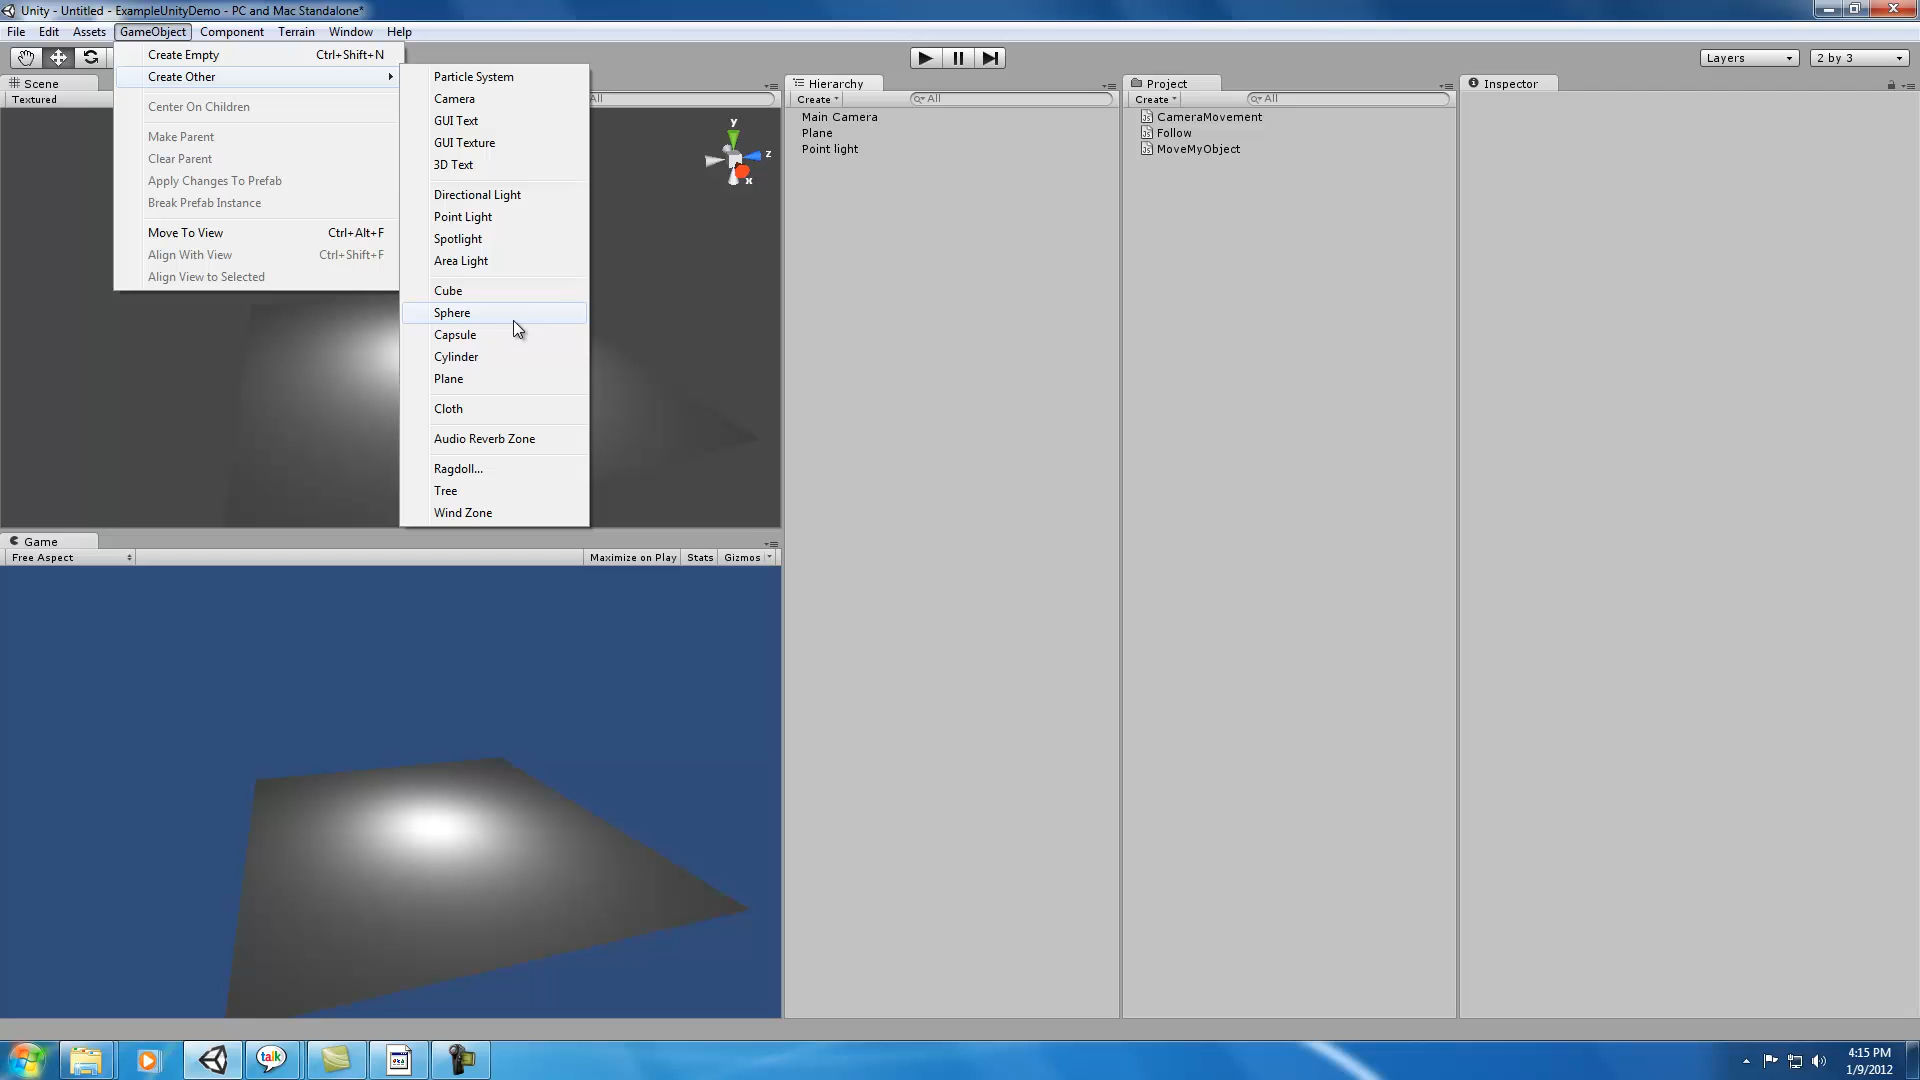 Unity - Untitled - ExampleUnityDemo - PC and Mac Standalone*
File Edit Assets GameObject Component Terrain Window Help
Create Empty Ctrl+Shift+N
Create Other
Center On Children
Make Parent
Clear Parent
Apply Changes To Prefab
Break Prefab Instance
Move To View Ctrl+Alt+F
Align With View Ctrl+Shift+F
Align View to Selected
Particle System
Camera
GUI Text
GUI Texture
3D Text
Directional Light
Point Light
Spotlight
Area Light
Cube
Sphere
Capsule
Cylinder
Plane
Cloth
Audio Reverb Zone
Ragdoll...
Tree
Wind Zone
Layers 2 by 3
Scene
Textured All
Hierarchy
Create All
Main Camera
Plane
Point light
Project
Create All
CameraMovement
Follow
MoveMyObject
Inspector
y
z
x
Game
Free Aspect Maximize on Play Stats Gizmos
talk
4:15 PM
1/9/2012